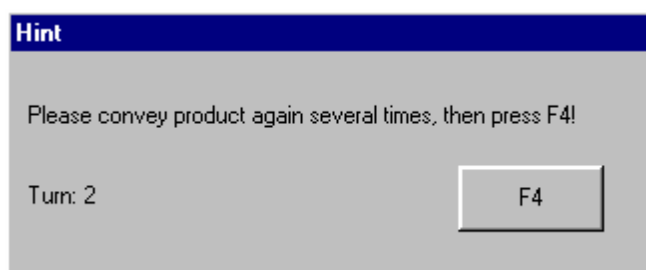 Hint
Please convey product again several times, then press F4!
Turn: 2
F4